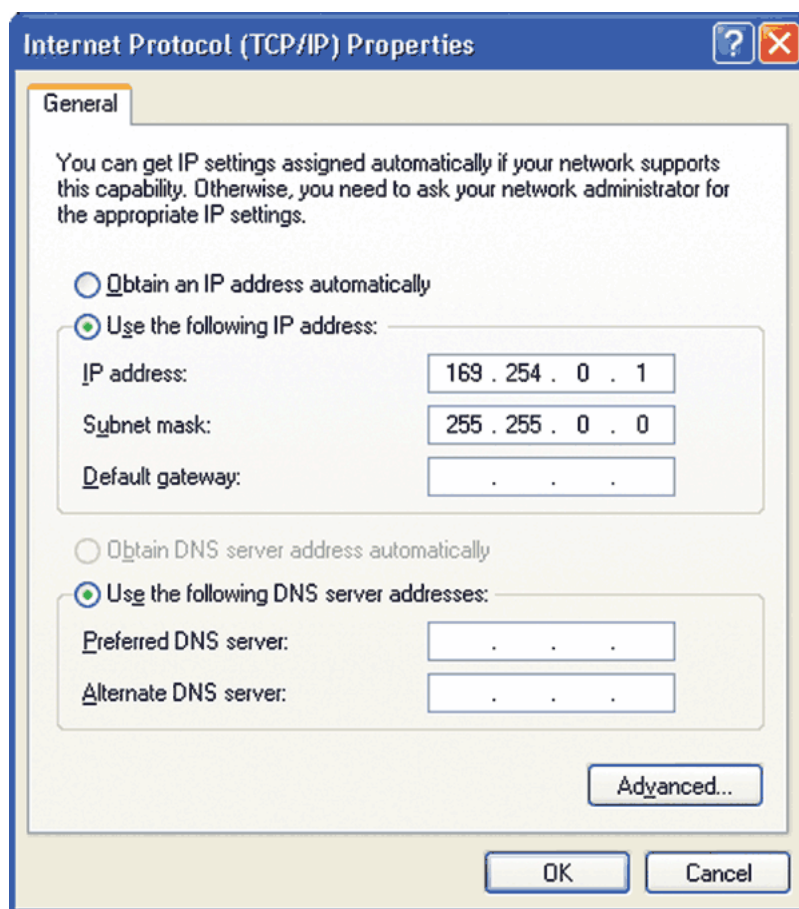 Internet Protocol (TCP/IP) Properties
General
You can get IP settings assigned automatically if your network supports
this capability. Otherwise, you need to ask your network administrator for
the appropriate IP settings.
Obtain an IP address automatically
Use the following IP address:
IP address: 169 . 254 . 0 . 1
Subnet mask: 255 . 255 . 0 . 0
Default gateway: . . .
Obtain DNS server address automatically
Use the following DNS server addresses:
Preferred DNS server: . . .
Alternate DNS server: . . .
Advanced...
OK Cancel